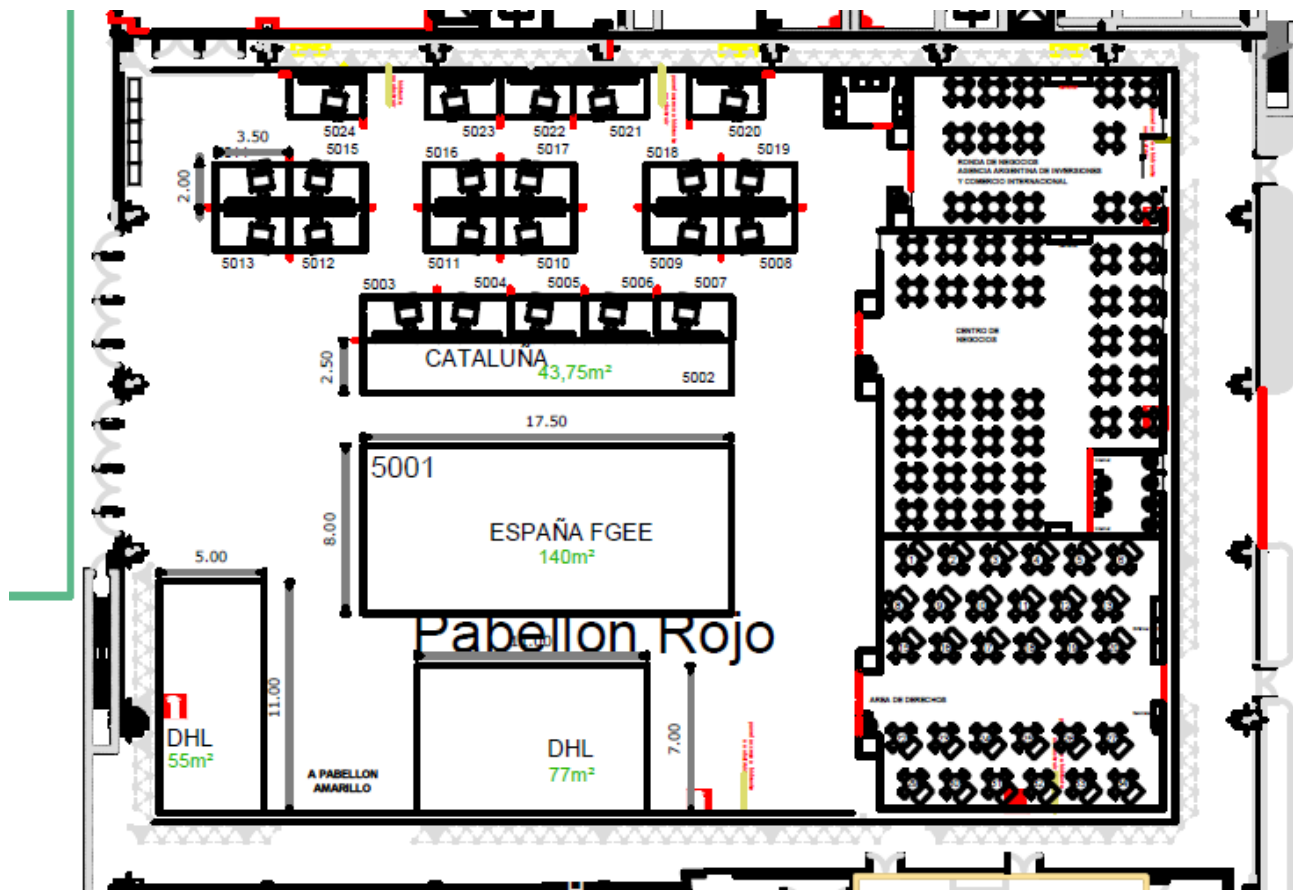 5024
5023
5022
5021
5020
3.50
5015
5016
5017
5018
5019
2.00
RONDA DE NEGOCIOS
AGENCIA ARGENTINA DE INVERSIONES
Y COMERCIO INTERNACIONAL
5013
5012
5011
5010
5009
5008
5003
5004
5005
5006
5007
CENTRO DE
NEGOCIOS
2.50
CATALUÑA
43,75m²
5002
17.50
5001
8.00
ESPAÑA FGEE
140m²
5.00
Pabellon Rojo
11.00
7.00
AREA DE DERECHOS
DHL
55m²
DHL
77m²
A PABELLON
AMARILLO